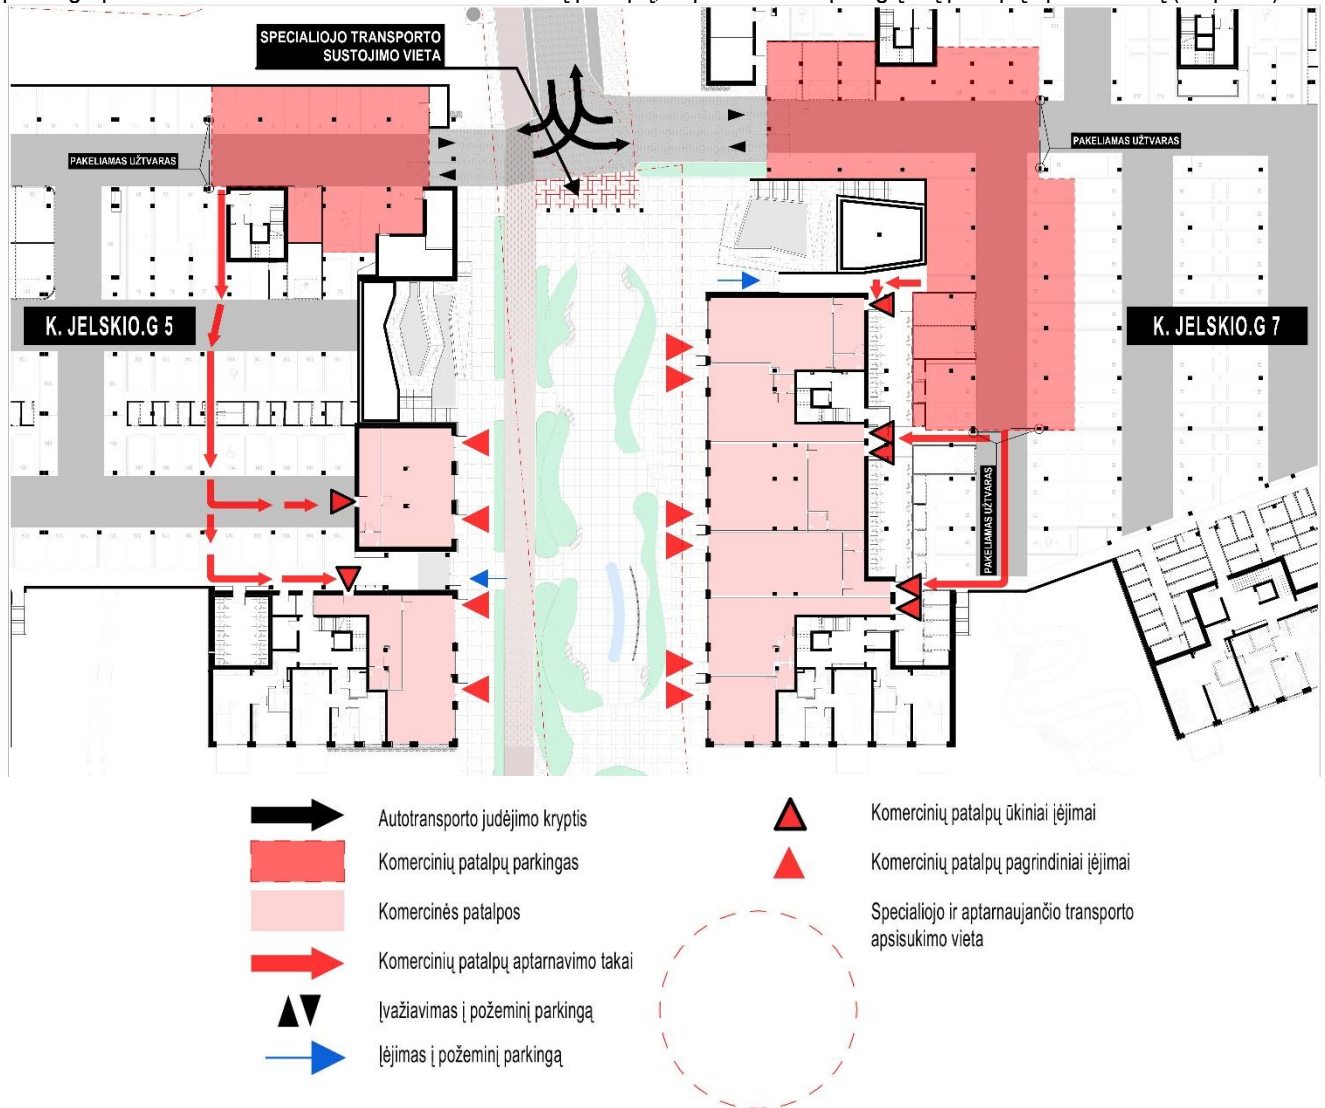 SPECIALIOJO TRANSPORTO
SUSTOJIMO VIETA
PAKELIAMAS UŽTVARAS
PAKELIAMAS UŽTVARAS
K. JELSKIO.G 5
K. JELSKIO.G 7
PAKELIAMAS UŽTVARAS
Autotransporto judėjimo kryptis
Komercinių patalpų parkingas
Komercinės patalpos
Komercinių patalpų aptarnavimo takai
Įvažiavimas į požeminį parkingą
Įėjimas į požeminį parkingą
Komercinių patalpų ūkiniai įėjimai
Komercinių patalpų pagrindiniai įėjimai
Specialiojo ir aptarnaujančio transporto
apsisukimo vieta